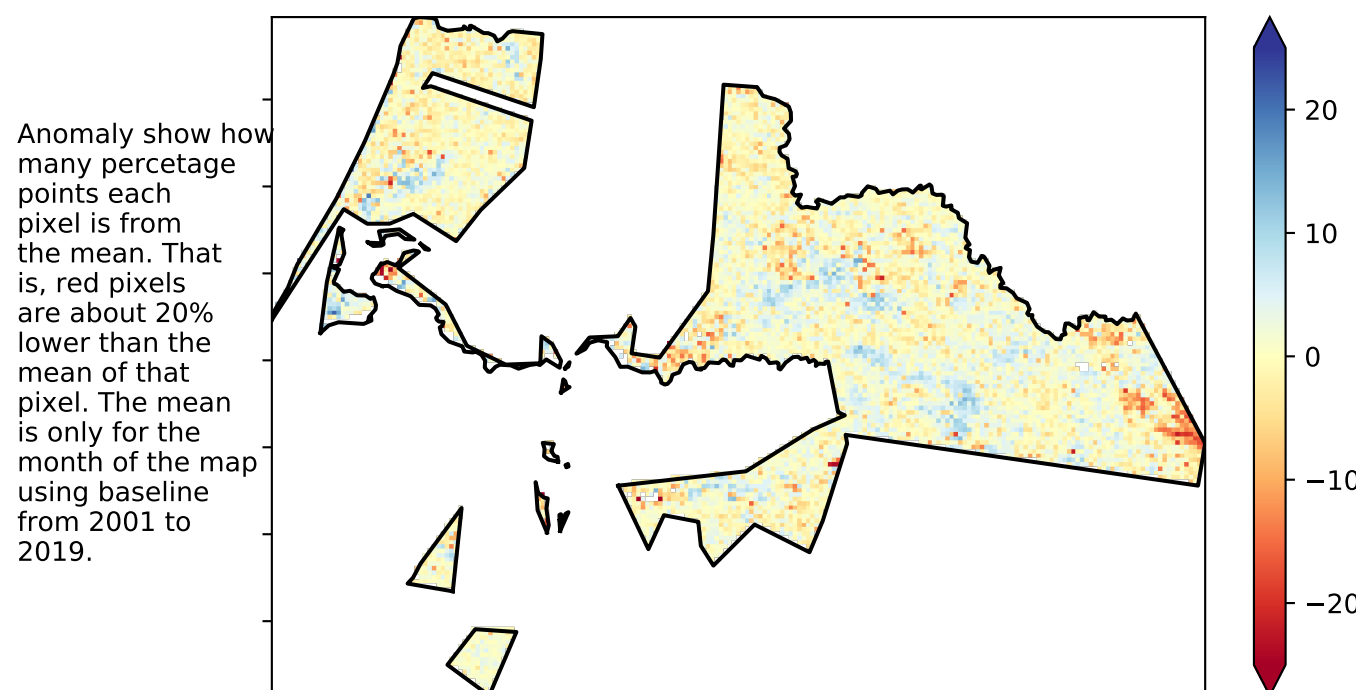 Anomaly show how
many percetage
points each
pixel is from
the mean. That
is, red pixels
are about 20%
lower than the
mean of that
pixel. The mean
is only for the
month of the map
using baseline
from 2001 to
2019.
20
10
0
−10
−20